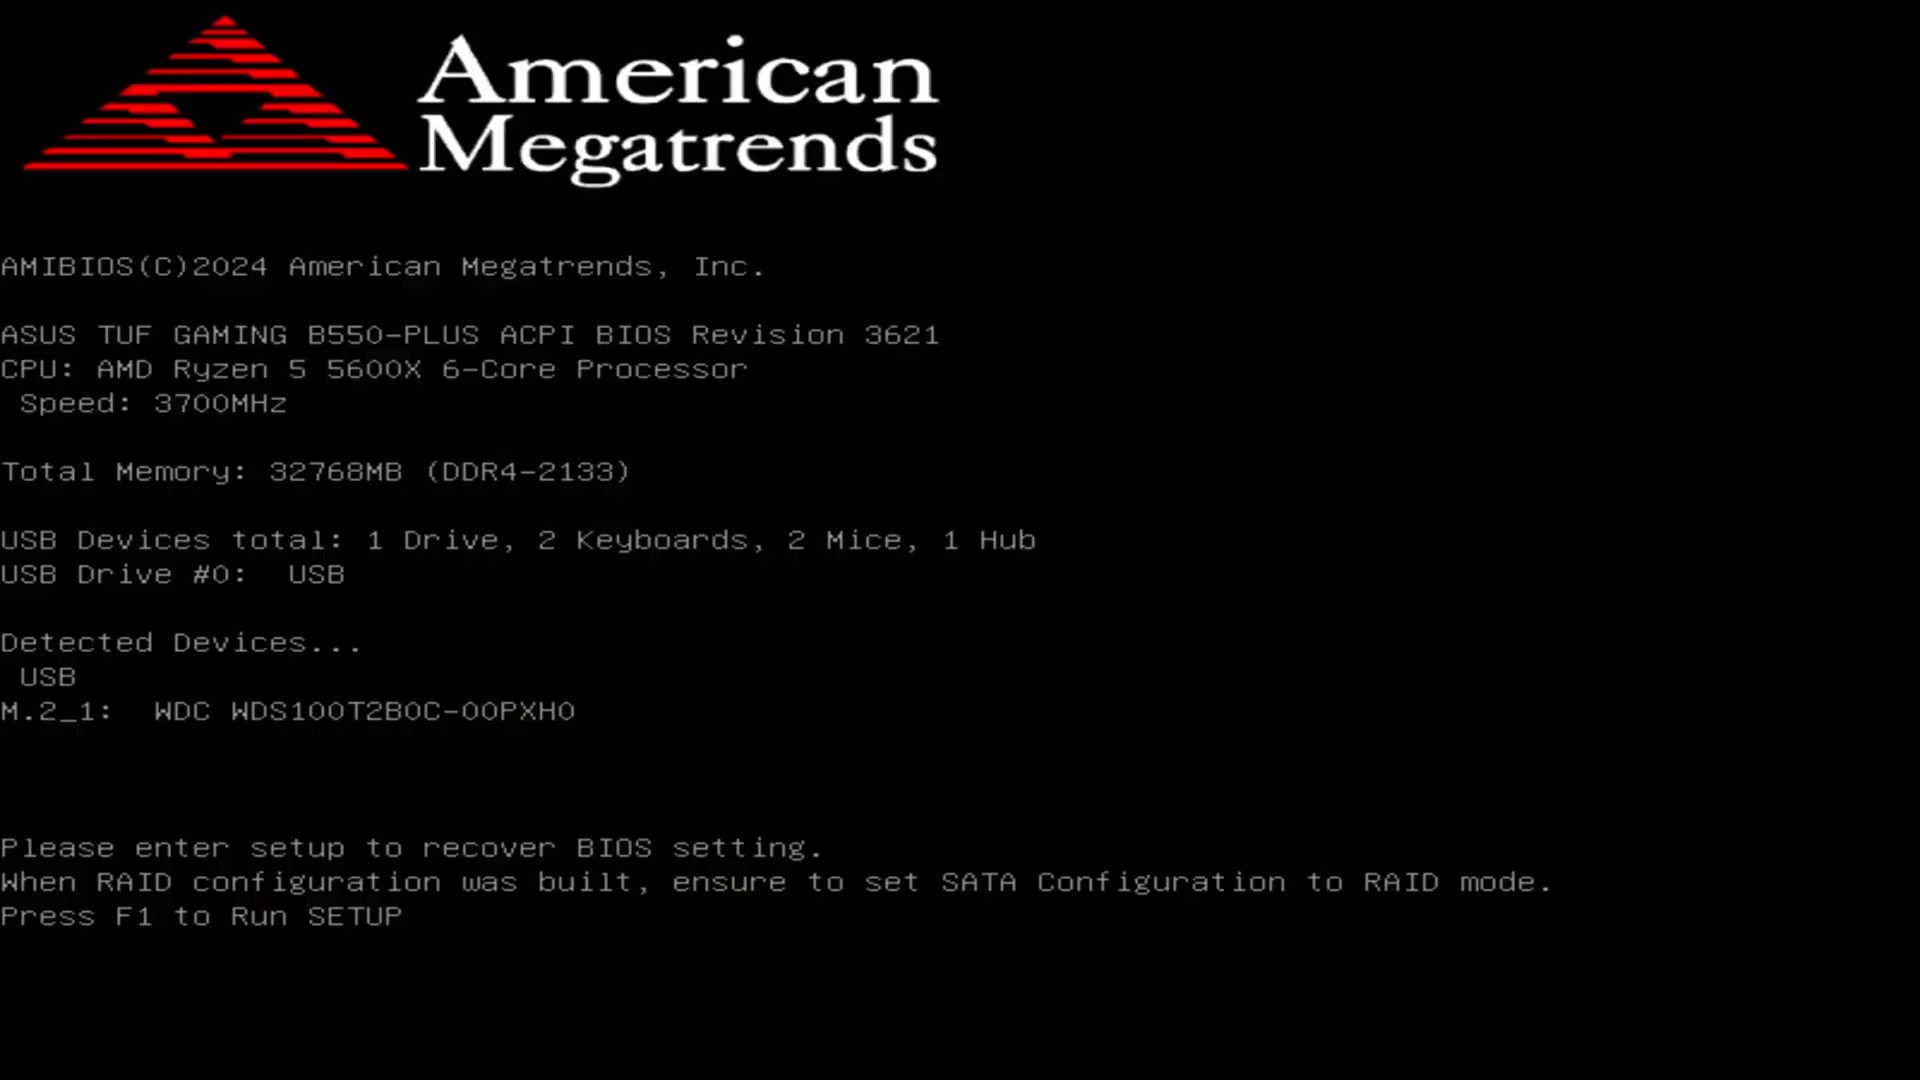 American
Megatrends
AMIBIOS(C)2024 American Megatrends, Inc.
ASUS TUF GAMING B550-PLUS ACPI BIOS Revision 3621
CPU: AMD Ryzen 5 5600X 6-Core Processor
Speed: 3700MHz
Total Memory: 32768MB (DDR4-2133)
USB Devices total: 1 Drive, 2 Keyboards, 2 Mice, 1 Hub
USB Drive #0:  USB
Detected Devices...
USB
M.2_1:  WDC WDS100T2B0C-00PXH0
Please enter setup to recover BIOS setting.
When RAID configuration was built, ensure to set SATA Configuration to RAID mode.
Press F1 to Run SETUP